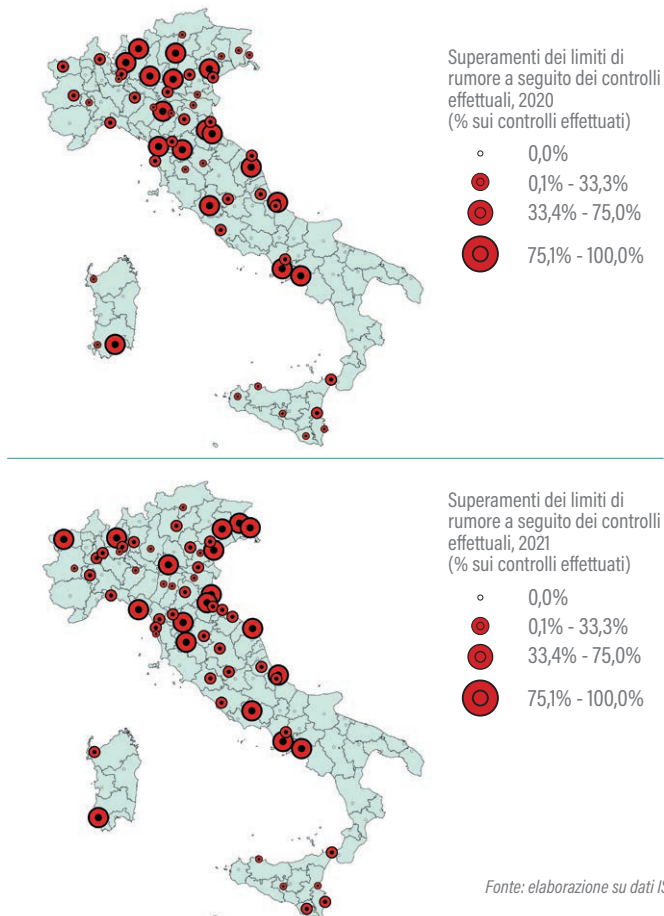 Superamenti dei limiti di
rumore a seguito dei controlli
effettuali, 2020
(% sui controlli effettuati)
0,0%
0,1% - 33,3%
33,4% - 75,0%
75,1% - 100,0%
Superamenti dei limiti di
rumore a seguito dei controlli
effettuali, 2021
(% sui controlli effettuati)
0,0%
0,1% - 33,3%
33,4% - 75,0%
75,1% - 100,0%
Fonte: elaborazione su dati IS